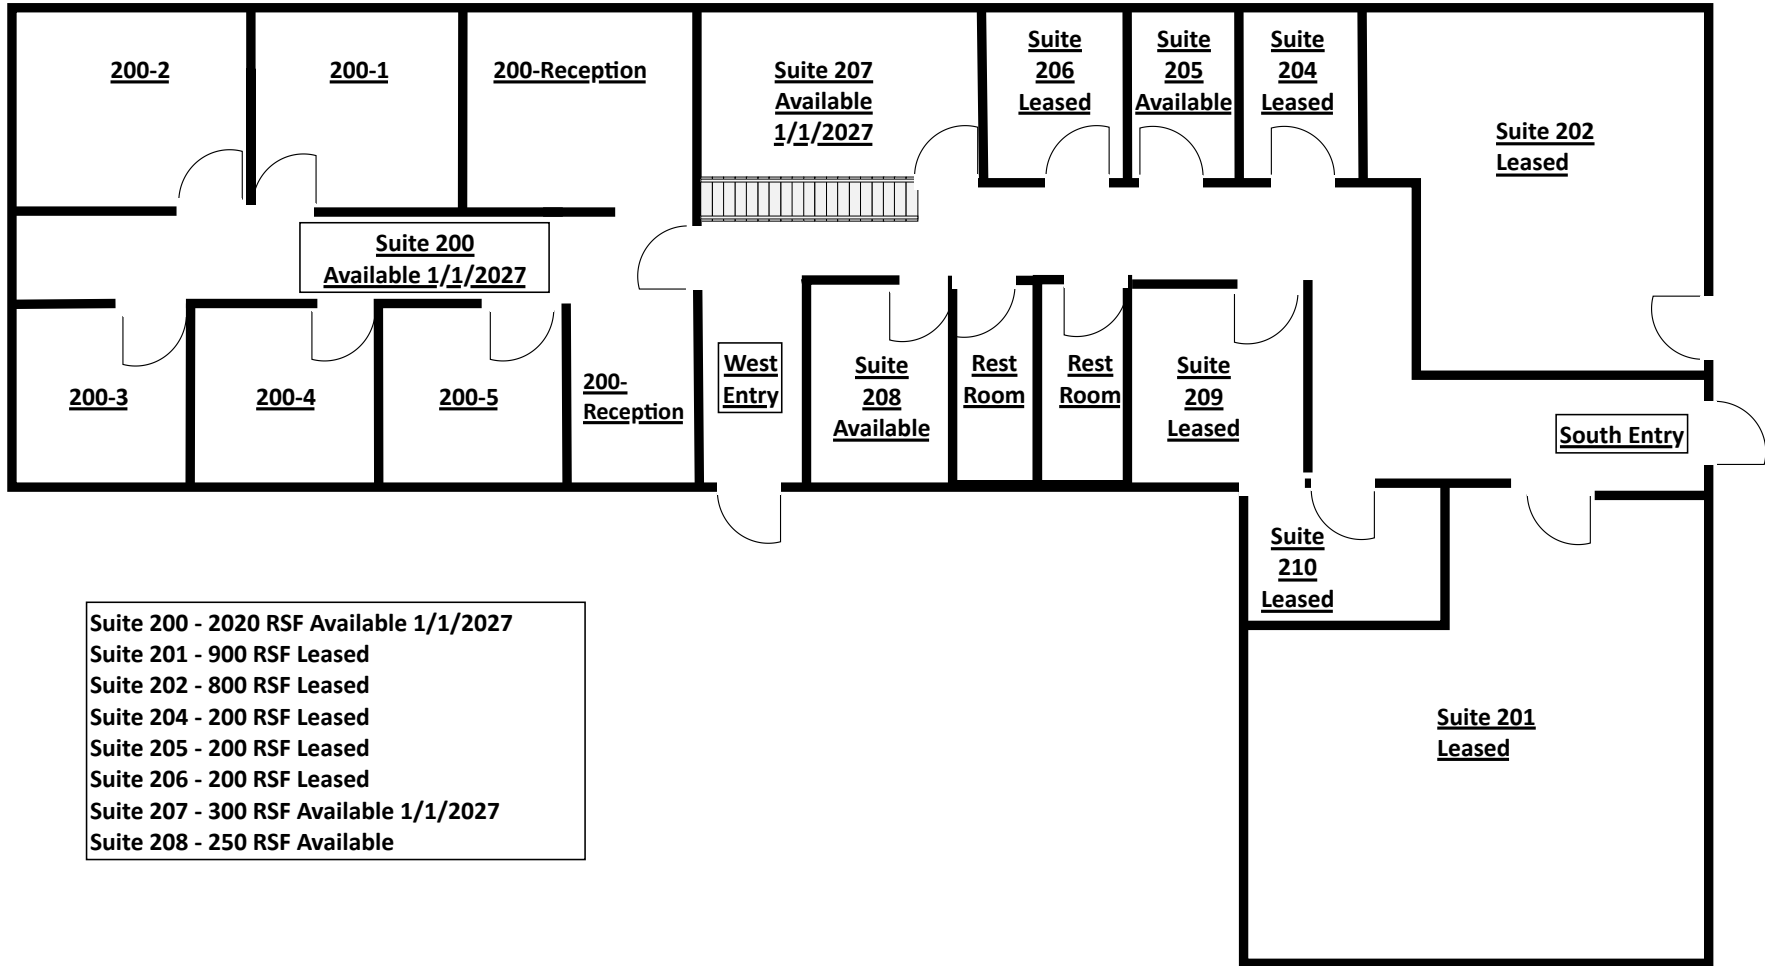 200-2
200-1
200-Reception
Suite 207
Available
1/1/2027
Suite
206
Leased
Suite
205
Available
Suite
204
Leased
Suite 202
Leased
Suite 200
Available 1/1/2027
200-3
200-4
200-5
200-
Reception
West
Entry
Suite
208
Available
Rest
Room
Rest
Room
Suite
209
Leased
South Entry
Suite
210
Leased
Suite 201
Leased
Suite 200 - 2020 RSF Available 1/1/2027
Suite 201 - 900 RSF Leased
Suite 202 - 800 RSF Leased
Suite 204 - 200 RSF Leased
Suite 205 - 200 RSF Leased
Suite 206 - 200 RSF Leased
Suite 207 - 300 RSF Available 1/1/2027
Suite 208 - 250 RSF Available